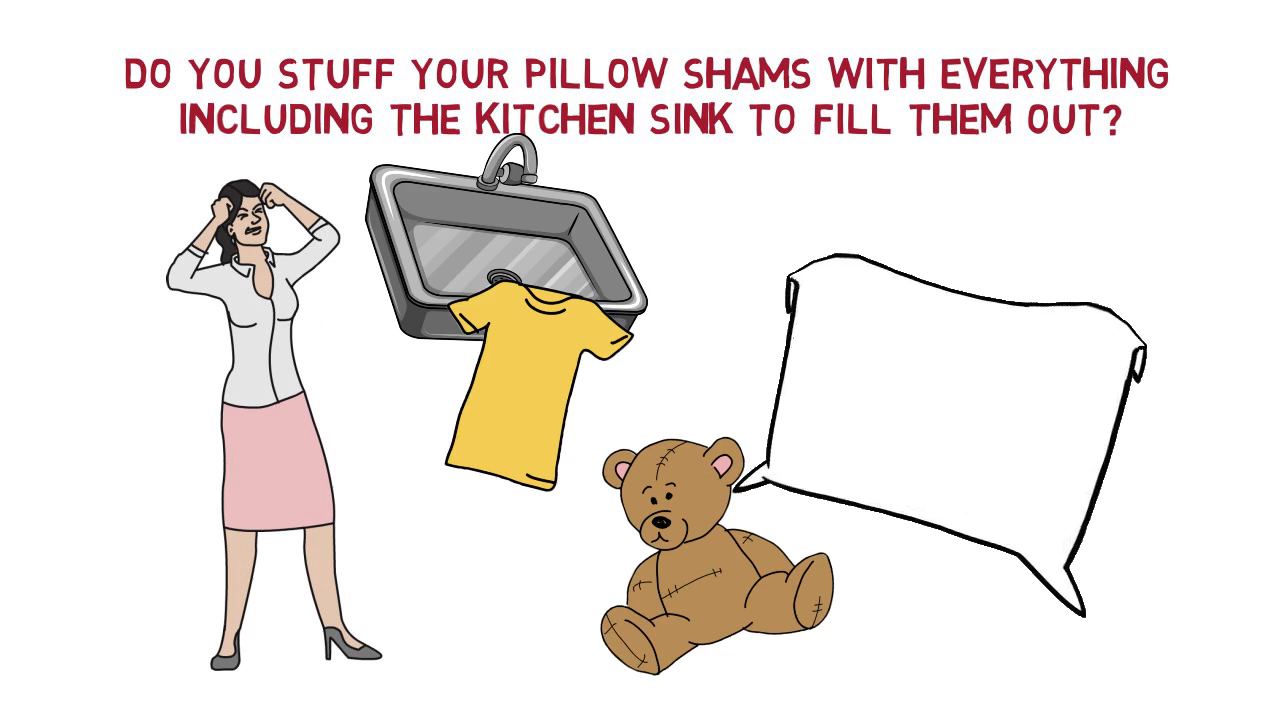 DO YOU STUFF YOUR PILLOW SHAMS WITH EVERYTHING
INCLUDING THE KITCHEN SINK TO FILL THEM OUT?